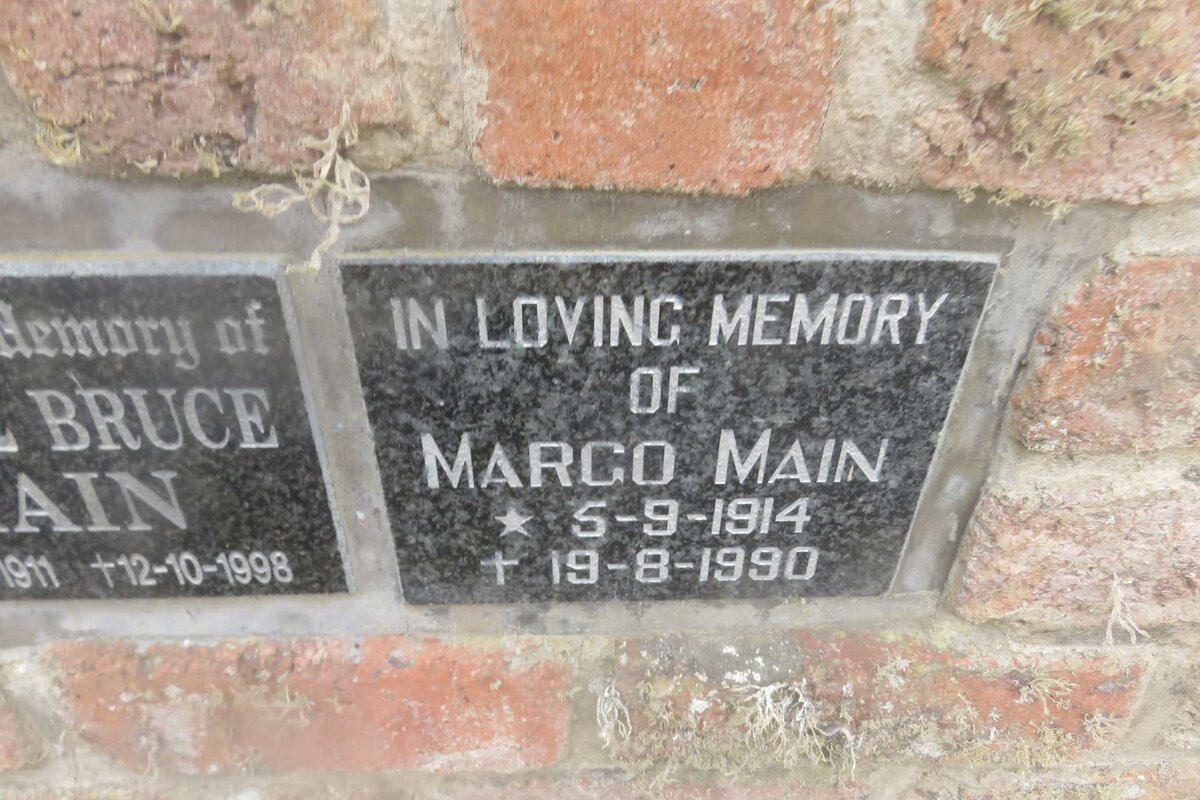 Memory of
BRUCE
AIN
1911 +12-10-1998
IN LOVING MEMORY
OF
MARGO MAIN
★ 5-9-1914
+ 19-8-1990